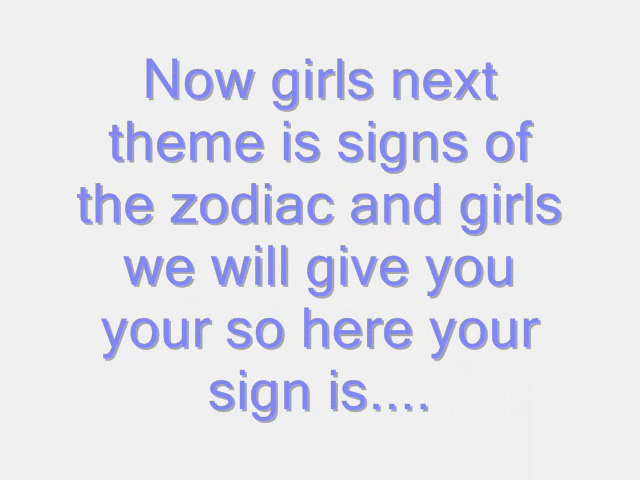 Now girls next
theme is signs of
the zodiac and girls
we will give you
your so here your
sign is....